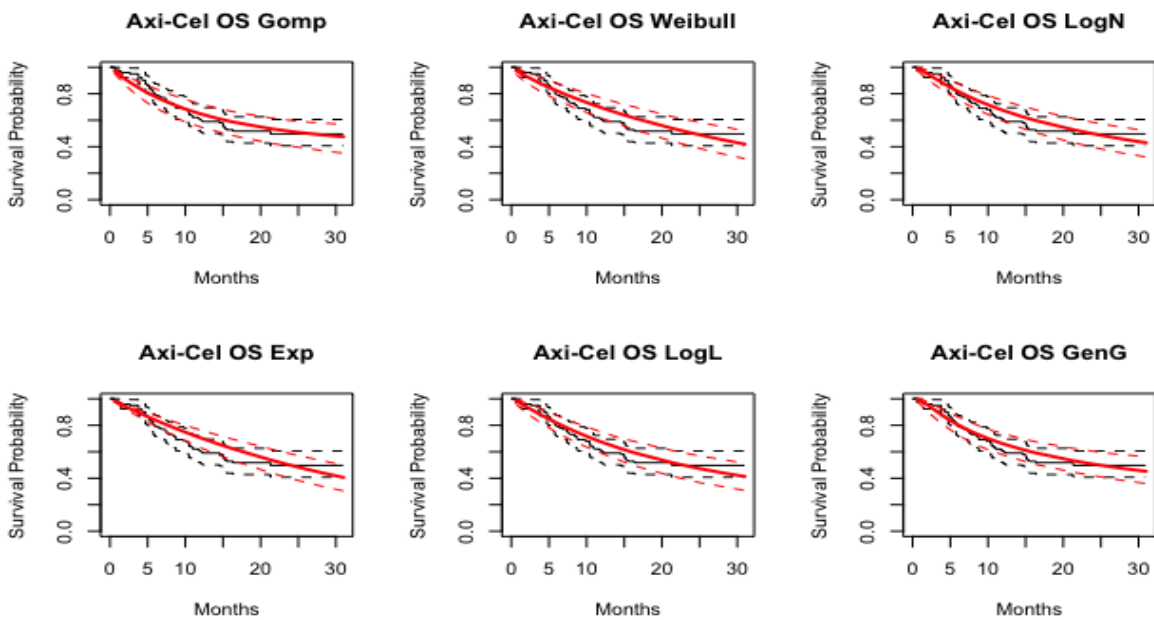 Axi-Cel OS Gomp
Survival Probability
0.0 0.4 0.8
0 5 10 20 30
Months
Axi-Cel OS Weibull
Survival Probability
0.0 0.4 0.8
0 5 10 20 30
Months
Axi-Cel OS LogN
Survival Probability
0.0 0.4 0.8
0 5 10 20 30
Months
Axi-Cel OS Exp
Survival Probability
0.0 0.4 0.8
0 5 10 20 30
Months
Axi-Cel OS LogL
Survival Probability
0.0 0.4 0.8
0 5 10 20 30
Months
Axi-Cel OS GenG
Survival Probability
0.0 0.4 0.8
0 5 10 20 30
Months